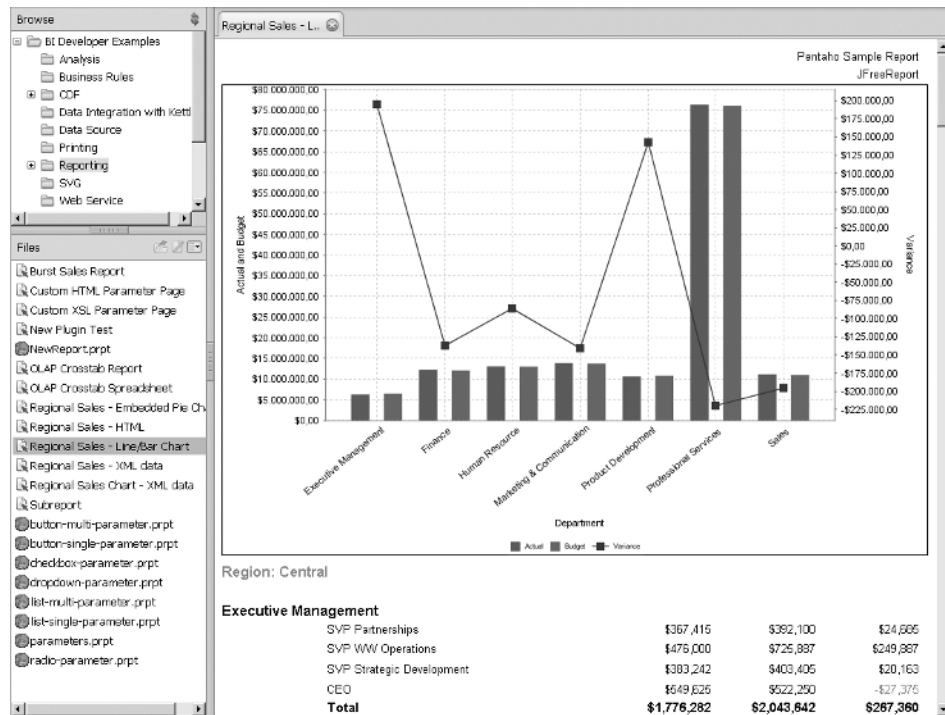 Browse
BI Developer Examples
Analysis
Business Rules
CDF
Data Integration with Kettl
Data Source
Printing
Reporting
SVG
Web Service
Files
Burst Sales Report
Custom HTML Parameter Page
Custom XSL Parameter Page
New Plugin Test
NewReport.prpt
OLAP Crosstab Report
OLAP Crosstab Spreadsheet
Regional Sales - Embedded Pie Ch
Regional Sales - HTML
Regional Sales - Line/Bar Chart
Regional Sales - XML data
Regional Sales Chart - XML data
Subreport
button-multi-parameter.prpt
button-single-parameter.prpt
checkbox-parameter.prpt
dropdown-parameter.prpt
list-multi-parameter.prpt
list-single-parameter.prpt
parameters.prpt
radio-parameter.prpt
Regional Sales - L..
Pentaho Sample Report
JFreeReport
Actual and Budget
$80.000.000,00
$75.000.000,00
$70.000.000,00
$65.000.000,00
$60.000.000,00
$55.000.000,00
$50.000.000,00
$45.000.000,00
$40.000.000,00
$35.000.000,00
$30.000.000,00
$25.000.000,00
$20.000.000,00
$15.000.000,00
$10.000.000,00
$5.000.000,00
$0,00
$200.000,00
$175.000,00
$150.000,00
$125.000,00
$100.000,00
$75.000,00
$50.000,00
$25.000,00
$0,00
-$25.000,00
-$50.000,00
-$75.000,00
-$100.000,00
-$125.000,00
-$150.000,00
-$175.000,00
-$200.000,00
-$225.000,00
Variance
Executive Management
Finance
Human Resource
Marketing & Communication
Product Development
Professional Services
Sales
Department
Actual Budget Variance
Region: Central
Executive Management
SVP Partnerships $367,415 $392,100 $24,685
SVP WW Operations $476,000 $725,887 $249,887
SVP Strategic Development $383,242 $403,405 $20,163
CEO $549,625 $522,250 -$27,375
Total $1,776,282 $2,043,642 $267,360